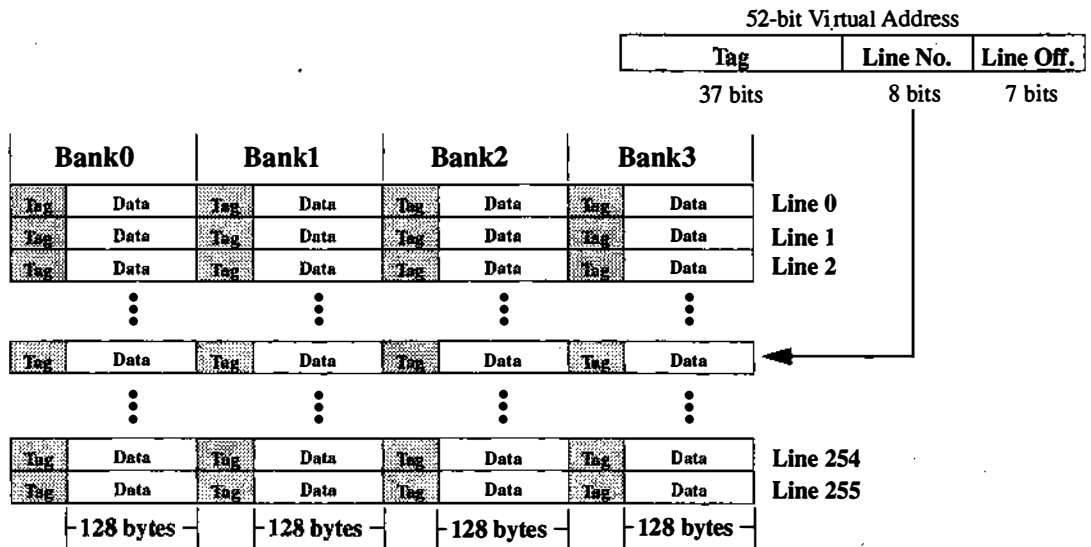 52-bit Virtual Address
Tag Line No. Line Off.
37 bits 8 bits 7 bits
Bank0 Bank1 Bank2 Bank3
Tag Data Tag Data Tag Data Tag Data Line 0
Tag Data Tag Data Tag Data Tag Data Line 1
Tag Data Tag Data Tag Data Tag Data Line 2
Tag Data Tag Data Tag Data Tag Data
Tag Data Tag Data Tag Data Tag Data Line 254
Tag Data Tag Data Tag Data Tag Data Line 255
128 bytes 128 bytes 128 bytes 128 bytes